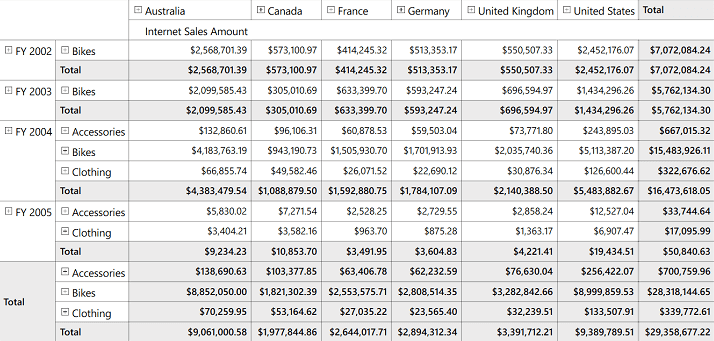 Australia Canada France Germany United Kingdom United States Total
Internet Sales Amount
FY 2002 Bikes $2,568,701.39 $573,100.97 $414,245.32 $513,353.17 $550,507.33 $2,452,176.07 $7,072,084.24
Total $2,568,701.39 $573,100.97 $414,245.32 $513,353.17 $550,507.33 $2,452,176.07 $7,072,084.24
FY 2003 Bikes $2,099,585.43 $305,010.69 $633,399.70 $593,247.24 $696,594.97 $1,434,296.26 $5,762,134.30
Total $2,099,585.43 $305,010.69 $633,399.70 $593,247.24 $696,594.97 $1,434,296.26 $5,762,134.30
FY 2004 Accessories $132,860.61 $96,106.31 $60,878.53 $59,503.04 $73,771.80 $243,895.03 $667,015.32
Bikes $4,183,763.19 $943,190.73 $1,505,930.70 $1,701,913.93 $2,035,740.36 $5,113,387.20 $15,483,926.11
Clothing $66,855.74 $49,582.46 $26,071.52 $22,690.12 $30,876.34 $126,600.44 $322,676.62
Total $4,383,479.54 $1,088,879.50 $1,592,880.75 $1,784,107.09 $2,140,388.50 $5,483,882.67 $16,473,618.05
FY 2005 Accessories $5,830.02 $7,271.54 $2,528.25 $2,729.55 $2,858.24 $12,527.04 $33,744.64
Clothing $3,404.21 $3,582.16 $963.70 $875.28 $1,363.17 $6,907.47 $17,095.99
Total $9,234.23 $10,853.70 $3,491.95 $3,604.83 $4,221.41 $19,434.51 $50,840.63
Total Accessories $138,690.63 $103,377.85 $63,406.78 $62,232.59 $76,630.04 $256,422.07 $700,759.96
Bikes $8,852,050.00 $1,821,302.39 $2,553,575.71 $2,808,514.35 $3,282,842.66 $8,999,859.53 $28,318,144.65
Clothing $70,259.95 $53,164.62 $27,035.22 $23,565.40 $32,239.51 $133,507.91 $339,772.61
Total $9,061,000.58 $1,977,844.86 $2,644,017.71 $2,894,312.34 $3,391,712.21 $9,389,789.51 $29,358,677.22